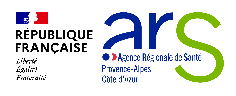 RÉPUBLIQUE
FRANÇAISE
Liberté
Égalité
Fraternité
ars
Agence Régionale de Santé
Provence-Alpes
Côte d'Azur